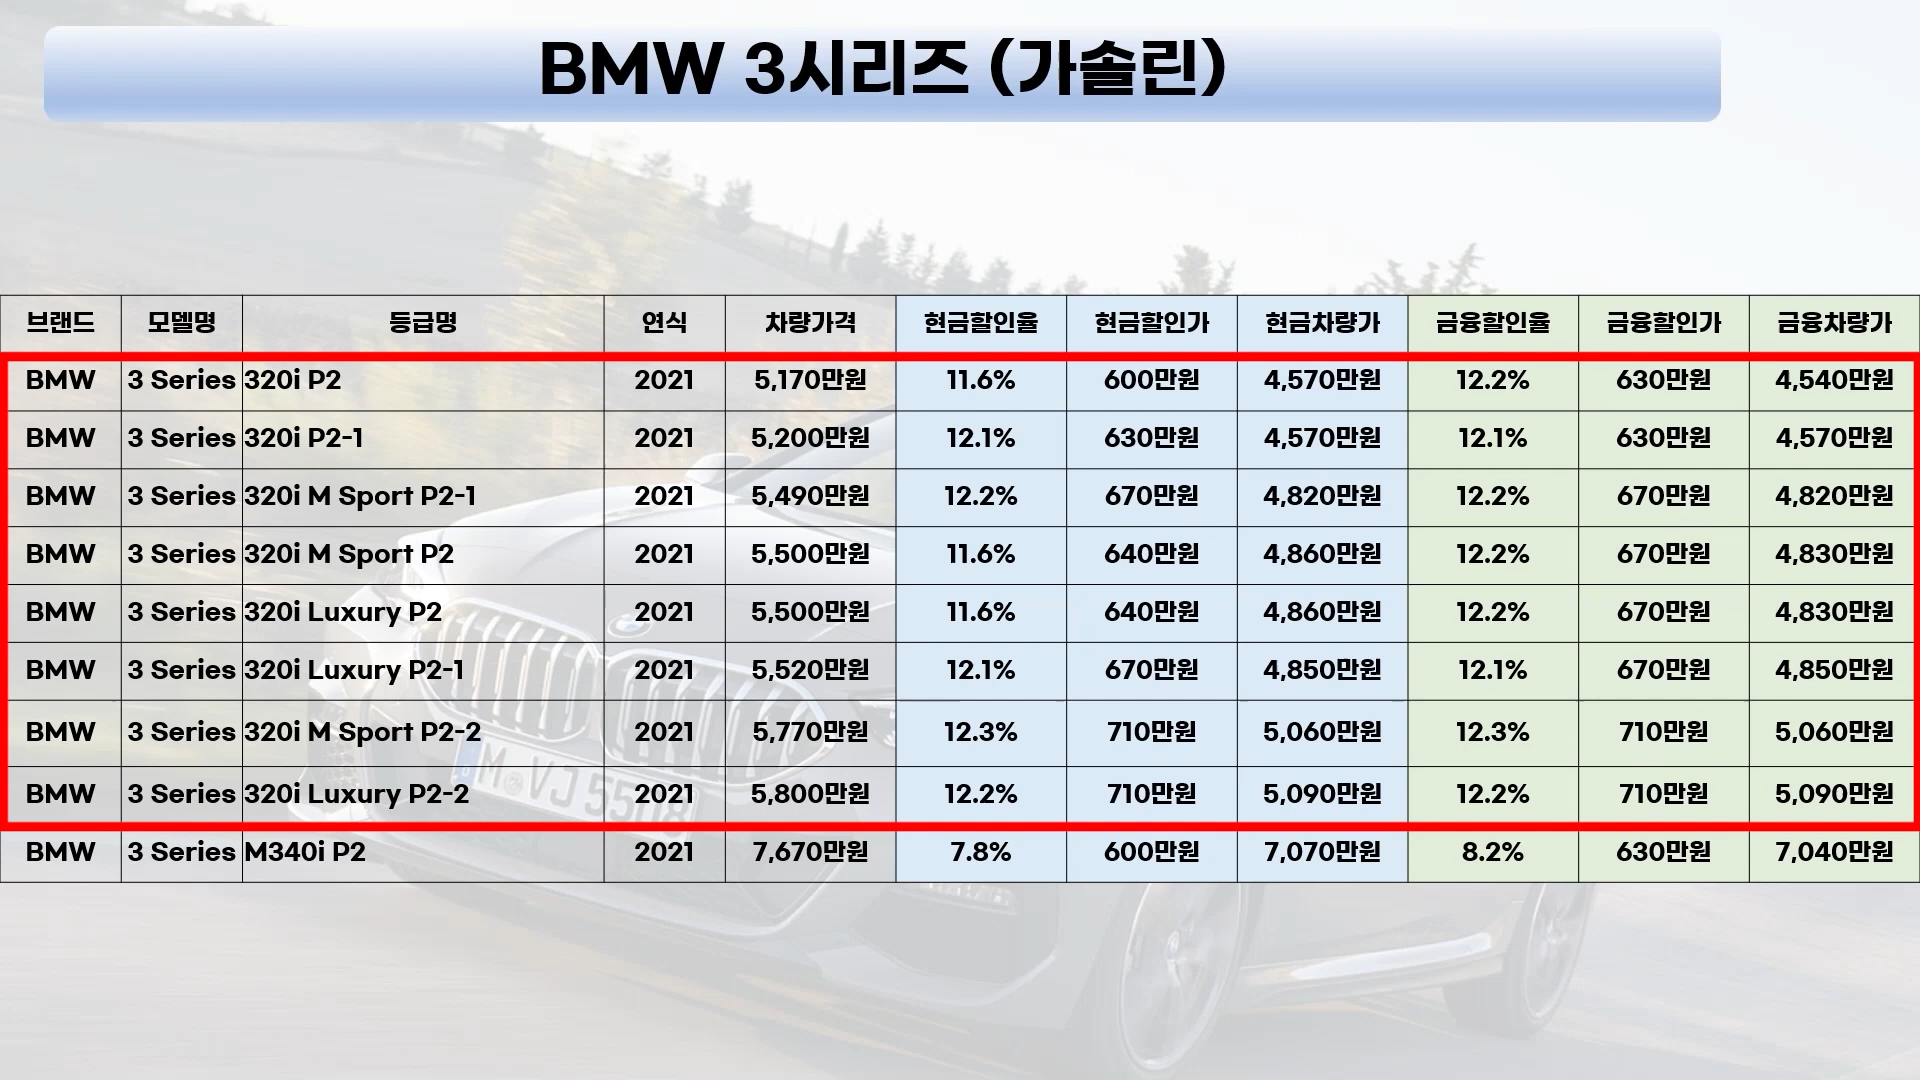 BMW 3시리즈 (가솔린)
브랜드 모델명 등급명 연식 차량가격 현금할인율 현금할인가 현금차량가 금융할인율 금융할인가 금융차량가
BMW 3 Series 320i P2 2021 5,170만원 11.6% 600만원 4,570만원 12.2% 630만원 4,540만원
BMW 3 Series 320i P2-1 2021 5,200만원 12.1% 630만원 4,570만원 12.1% 630만원 4,570만원
BMW 3 Series 320i M Sport P2-1 2021 5,490만원 12.2% 670만원 4,820만원 12.2% 670만원 4,820만원
BMW 3 Series 320i M Sport P2 2021 5,500만원 11.6% 640만원 4,860만원 12.2% 670만원 4,830만원
BMW 3 Series 320i Luxury P2 2021 5,500만원 11.6% 640만원 4,860만원 12.2% 670만원 4,830만원
BMW 3 Series 320i Luxury P2-1 2021 5,520만원 12.1% 670만원 4,850만원 12.1% 670만원 4,850만원
BMW 3 Series 320i M Sport P2-2 2021 5,770만원 12.3% 710만원 5,060만원 12.3% 710만원 5,060만원
BMW 3 Series 320i Luxury P2-2 2021 5,800만원 12.2% 710만원 5,090만원 12.2% 710만원 5,090만원
BMW 3 Series M340i P2 2021 7,670만원 7.8% 600만원 7,070만원 8.2% 630만원 7,040만원